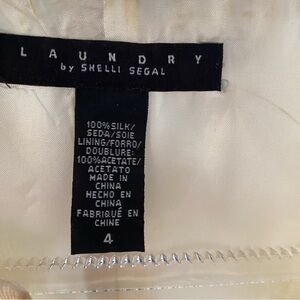 LAUNDRY
by SHELLI SEGAL
100%SILK/
SEDA/SOIE
LINING/FORRO/
DOUBLURE:
100%ACETATE/
ACETATO
MADE IN
CHINA
HECHO EN
CHINA
FABRIQUÉ EN
CHINE
4